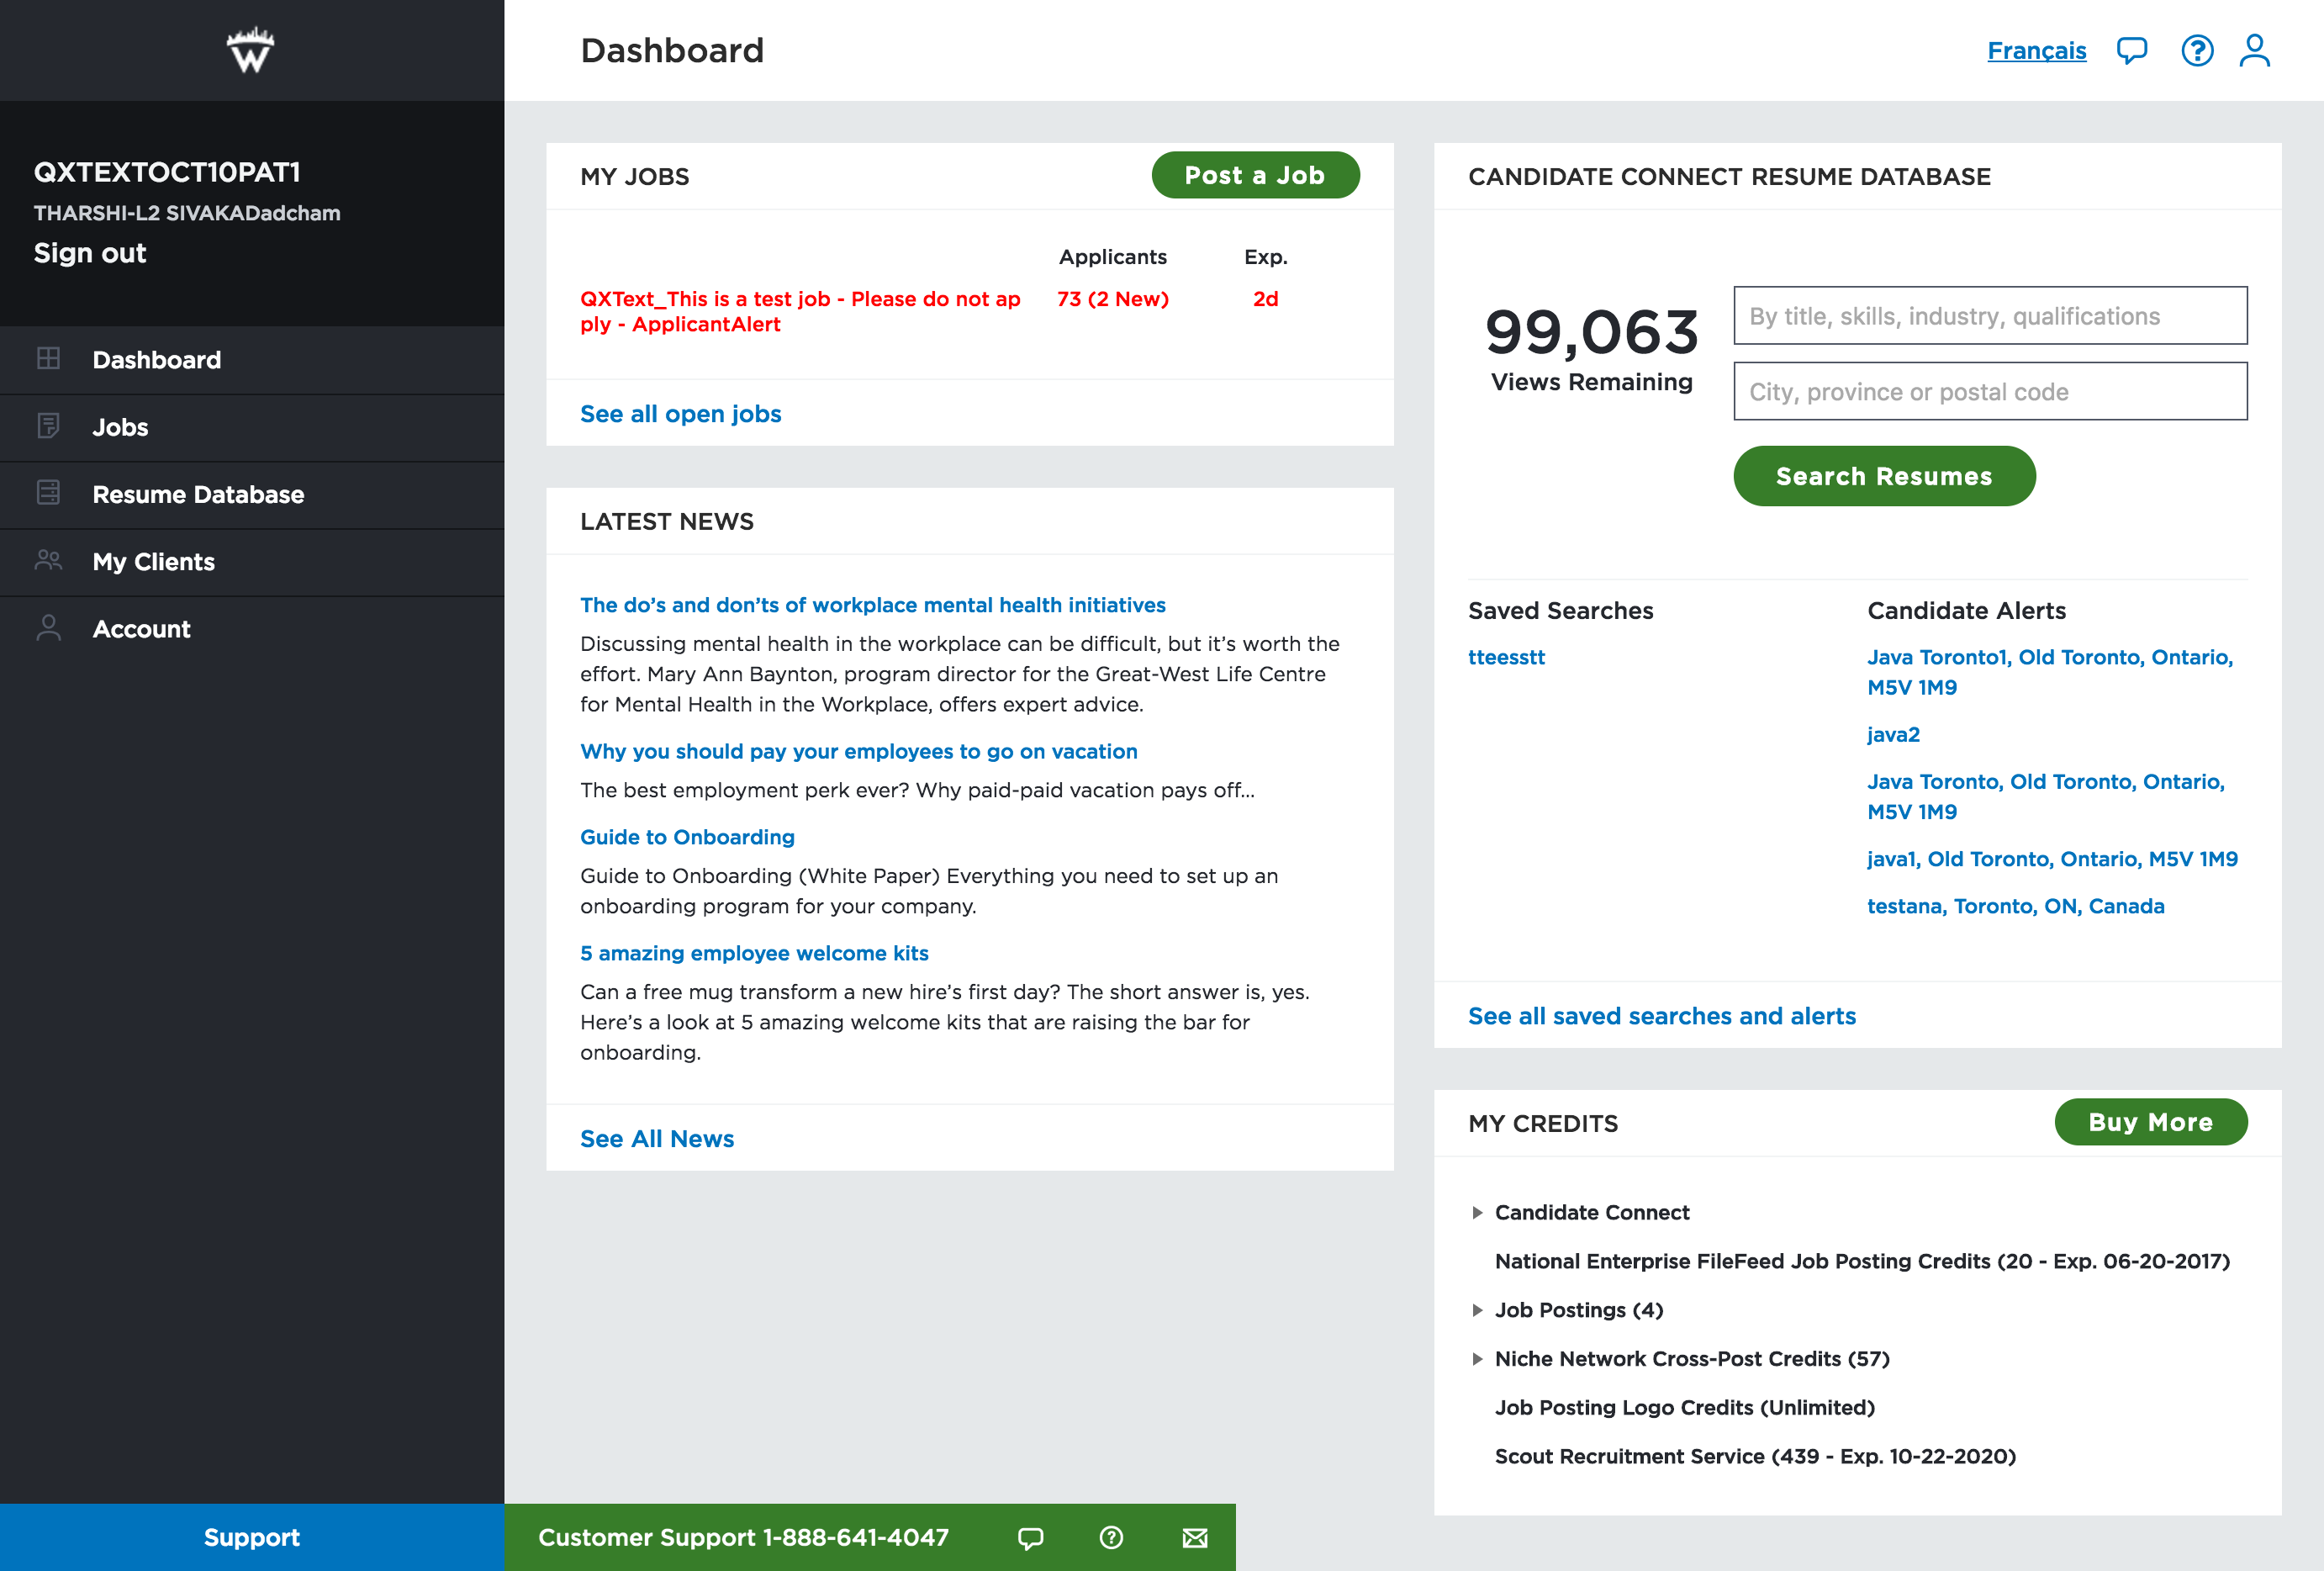 W
QXTEXTOCT10PAT1
THARSHI-L2 SIVAKADadcham
Sign out
Dashboard
Jobs
Resume Database
My Clients
Account
Support
Dashboard
Français
MY JOBS
Post a Job
Applicants Exp.
QXText_This is a test job - Please do not ap 73 (2 New) 2d
ply - ApplicantAlert
See all open jobs
LATEST NEWS
The do’s and don’ts of workplace mental health initiatives
Discussing mental health in the workplace can be difficult, but it’s worth the
effort. Mary Ann Baynton, program director for the Great-West Life Centre
for Mental Health in the Workplace, offers expert advice.
Why you should pay your employees to go on vacation
The best employment perk ever? Why paid-paid vacation pays off...
Guide to Onboarding
Guide to Onboarding (White Paper) Everything you need to set up an
onboarding program for your company.
5 amazing employee welcome kits
Can a free mug transform a new hire’s first day? The short answer is, yes.
Here’s a look at 5 amazing welcome kits that are raising the bar for
onboarding.
See All News
CANDIDATE CONNECT RESUME DATABASE
99,063
Views Remaining
By title, skills, industry, qualifications
City, province or postal code
Search Resumes
Saved Searches
tteesstt
Candidate Alerts
Java Toronto1, Old Toronto, Ontario,
M5V 1M9
java2
Java Toronto, Old Toronto, Ontario,
M5V 1M9
java1, Old Toronto, Ontario, M5V 1M9
testana, Toronto, ON, Canada
See all saved searches and alerts
MY CREDITS
Buy More
Candidate Connect
National Enterprise FileFeed Job Posting Credits (20 - Exp. 06-20-2017)
Job Postings (4)
Niche Network Cross-Post Credits (57)
Job Posting Logo Credits (Unlimited)
Scout Recruitment Service (439 - Exp. 10-22-2020)
Customer Support 1-888-641-4047